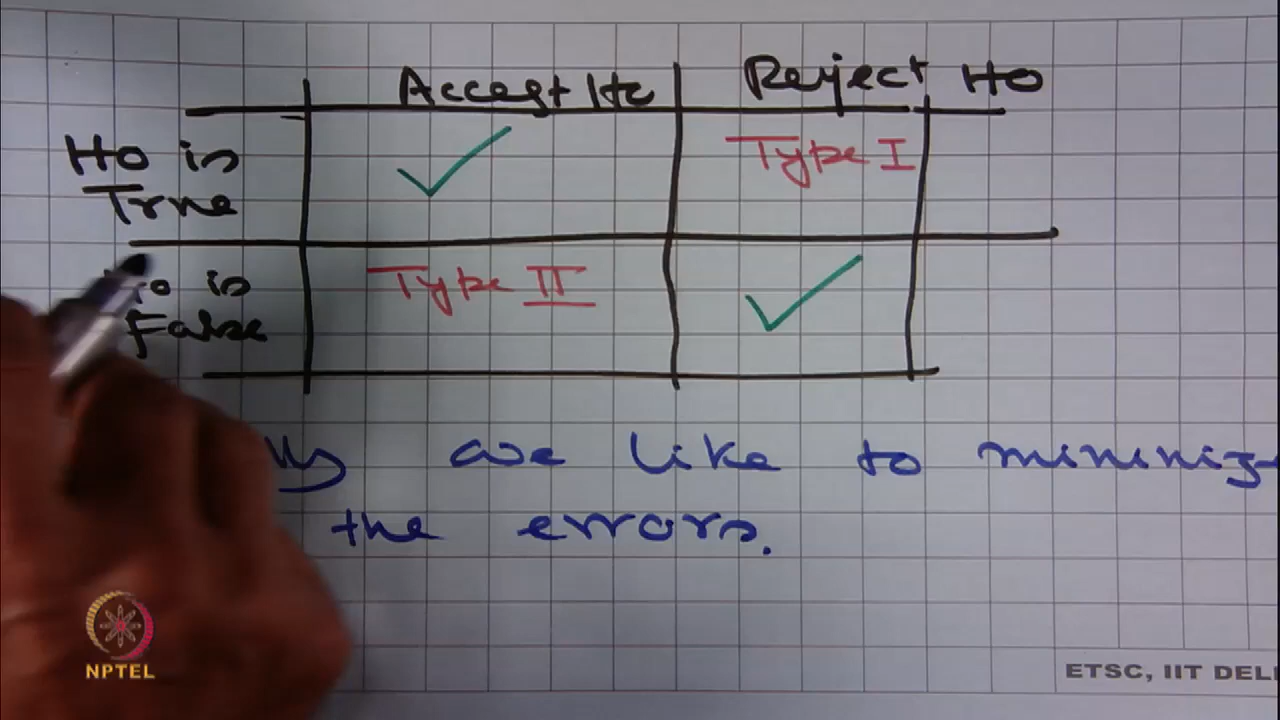 Accept Ho Reject Ho
Ho is Type I
True
is Type II
False
we like to minimiz
the errors.
NPTEL
ETSC, IIT DEL